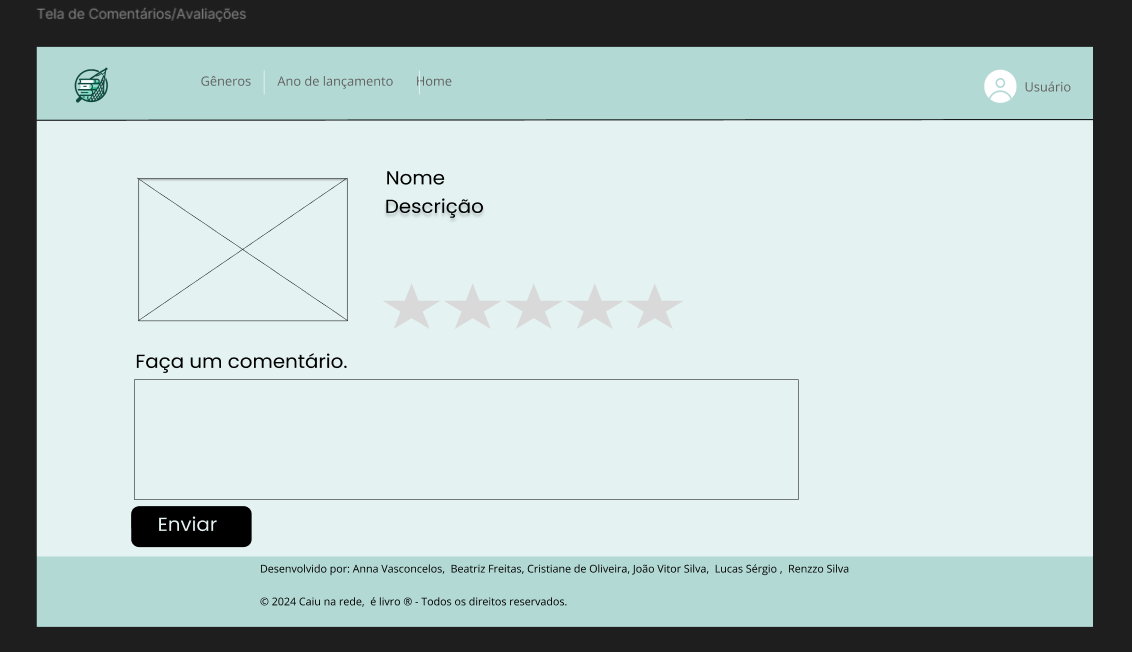 Tela de Comentários/Avaliações
Gêneros Ano de lançamento Home
Usuário
Nome
Descrição
Faça um comentário.
Enviar
Desenvolvido por: Anna Vasconcelos, Beatriz Freitas, Cristiane de Oliveira, João Vitor Silva, Lucas Sérgio , Renzzo Silva
© 2024 Caiu na rede, é livro ® - Todos os direitos reservados.